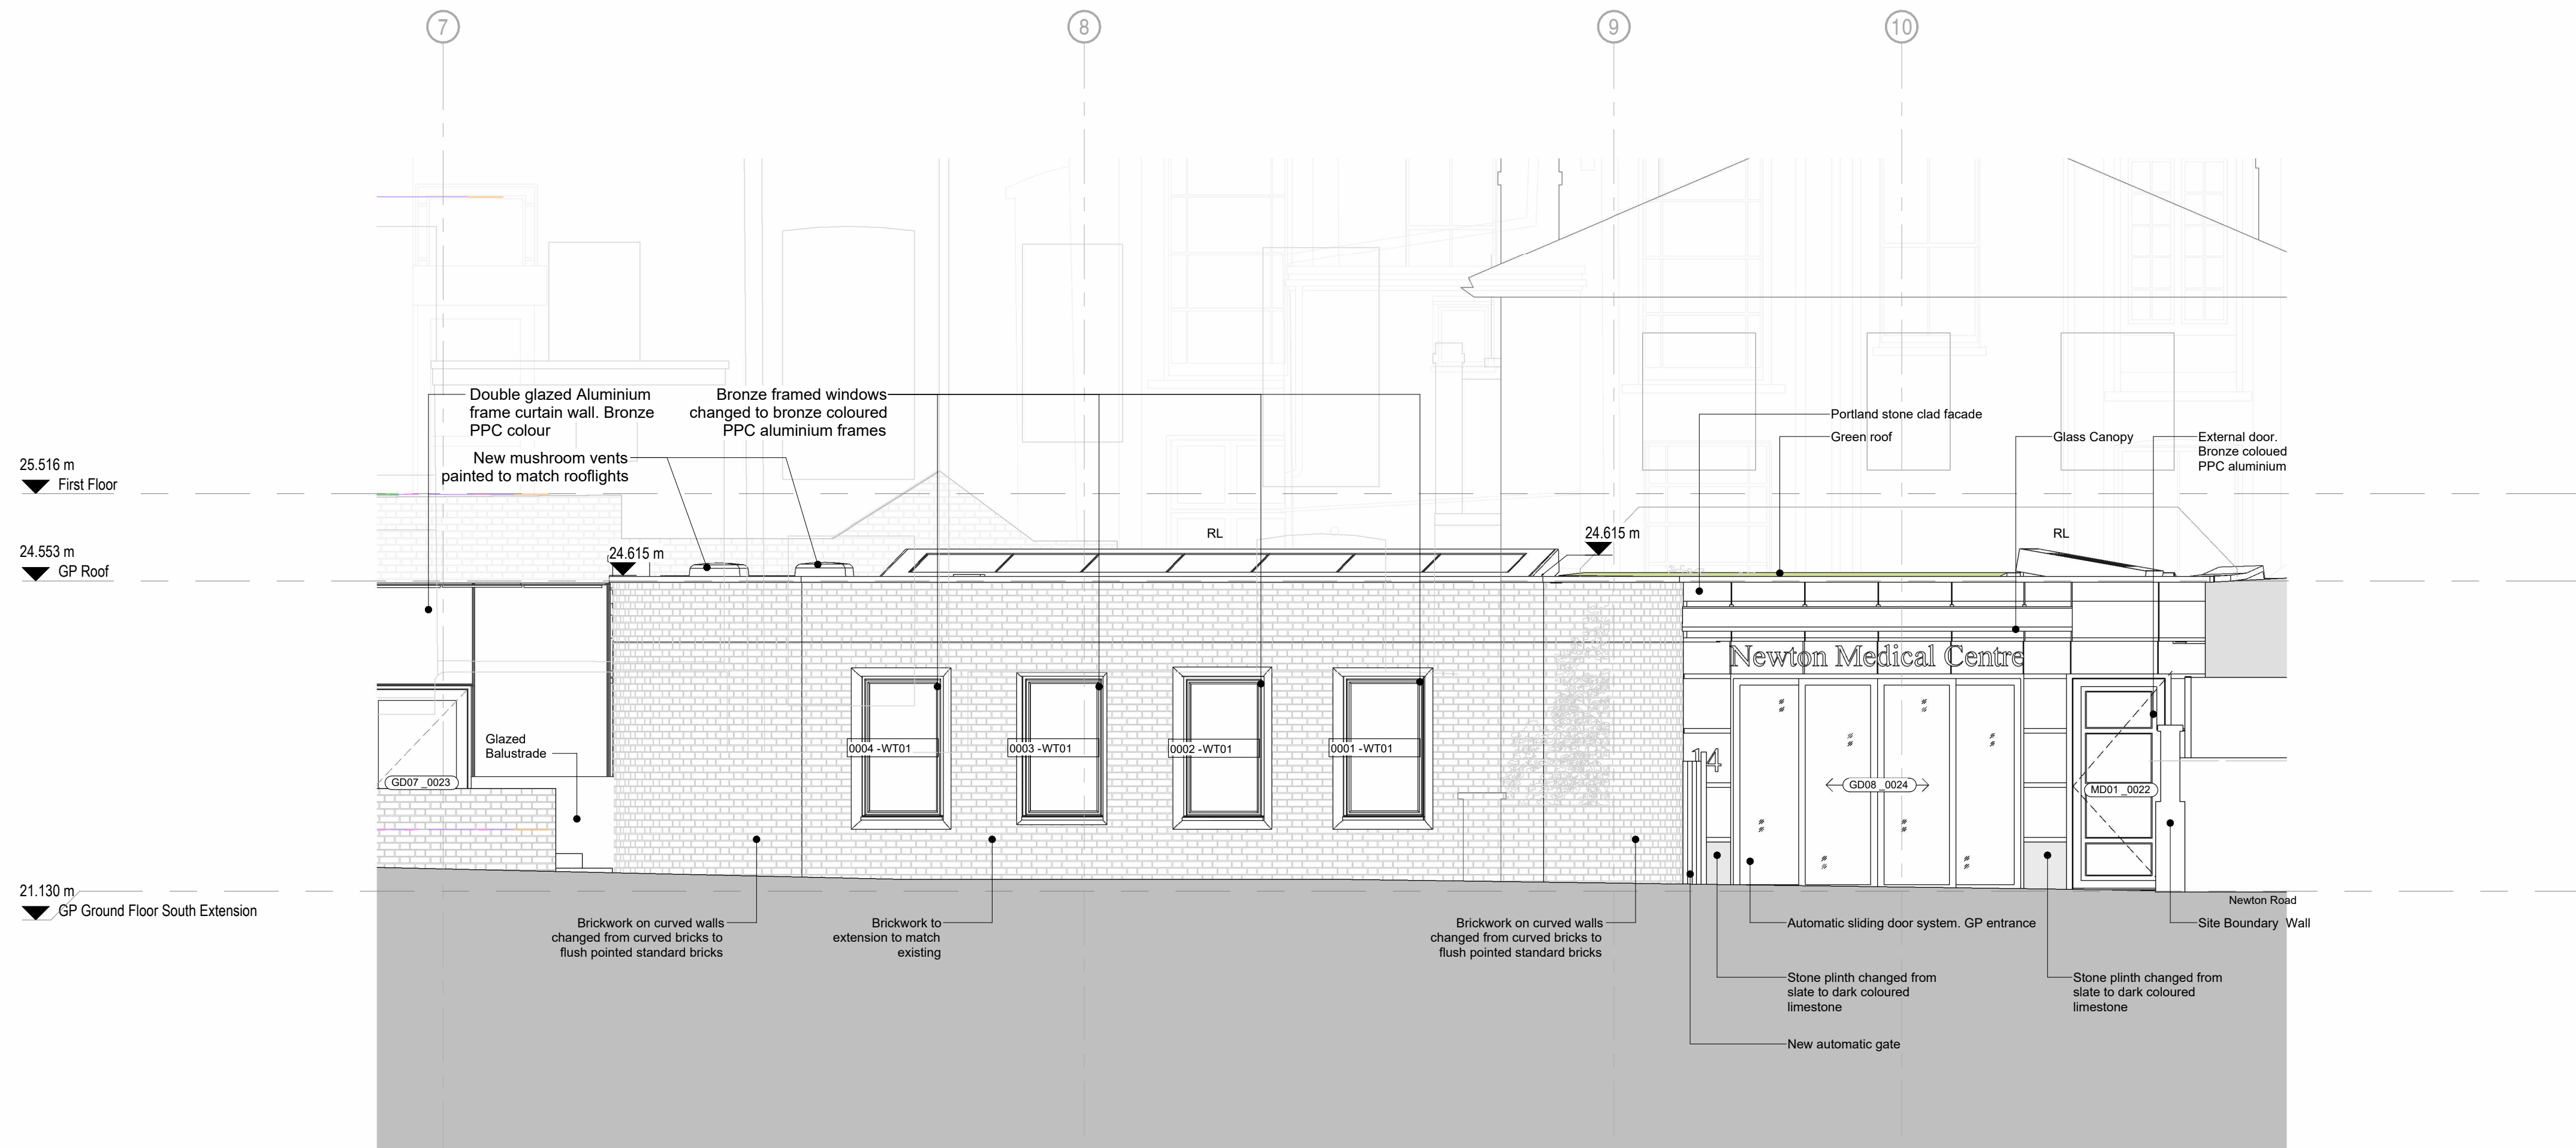 7
8
9
10
Double glazed Aluminium
frame curtain wall. Bronze
PPC colour
Bronze framed windows
changed to bronze coloured
PPC aluminium frames
New mushroom vents
painted to match rooflights
Portland stone clad facade
Green roof
Glass Canopy
External door.
Bronze coloued
PPC aluminium
25.516 m
First Floor
24.553 m
GP Roof
24.615 m
RL
24.615 m
RL
Newton Medical Centre
14
Glazed
Balustrade
GD07 _0023
0004 -WT01
0003 -WT01
0002 -WT01
0001 -WT01
GD08 _0024
MD01 _0022
21.130 m
GP Ground Floor South Extension
Newton Road
Brickwork on curved walls
changed from curved bricks to
flush pointed standard bricks
Brickwork to
extension to match
existing
Brickwork on curved walls
changed from curved bricks to
flush pointed standard bricks
Automatic sliding door system. GP entrance
Site Boundary Wall
Stone plinth changed from
slate to dark coloured
limestone
Stone plinth changed from
slate to dark coloured
limestone
New automatic gate